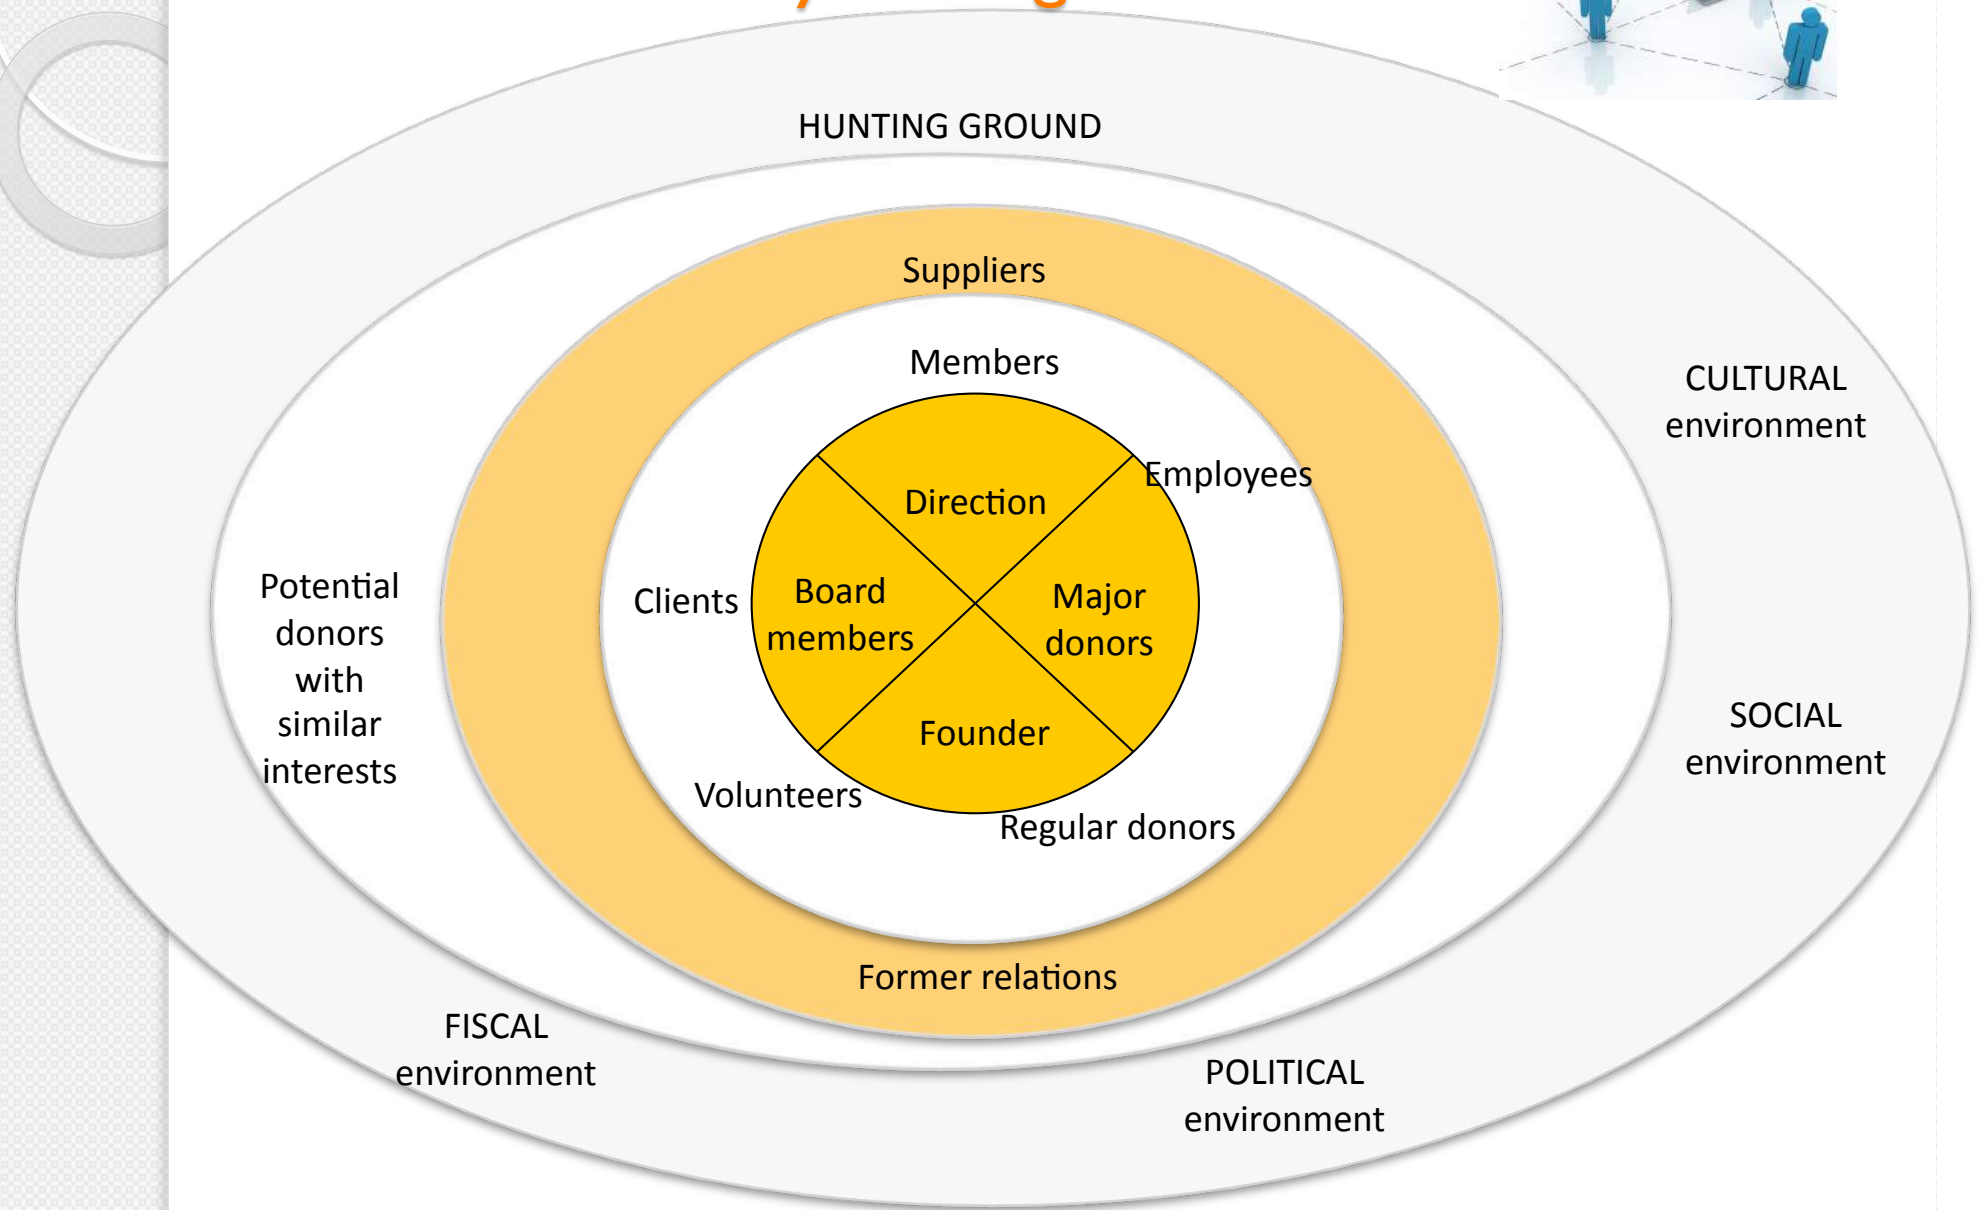 HUNTING GROUND
Suppliers
Members
CULTURAL
environment
Employees
Direction
Potential
donors
with
similar
interests
Clients
Board
members
Major
donors
SOCIAL
environment
Founder
Volunteers
Regular donors
Former relations
FISCAL
environment
POLITICAL
environment